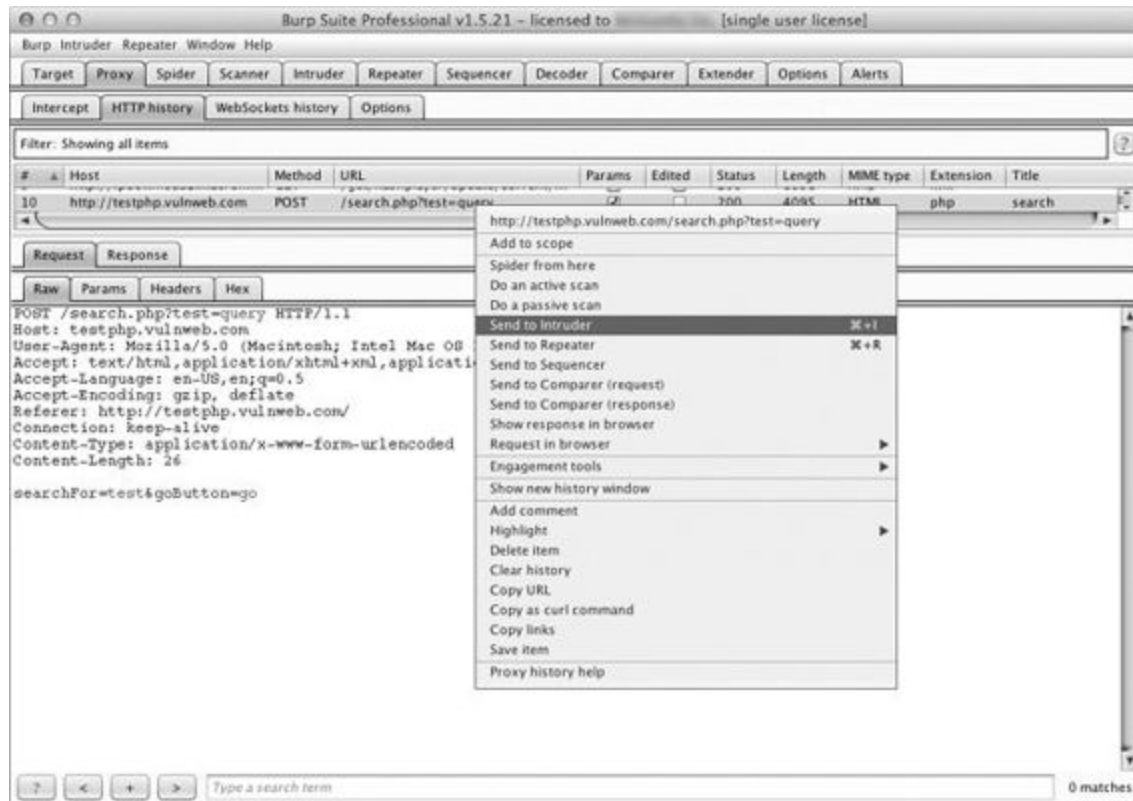 Burp Suite Professional v1.5.21 – licensed to [single user license]
Burp Intruder Repeater Window Help
Target Proxy Spider Scanner Intruder Repeater Sequencer Decoder Comparer Extender Options Alerts
Intercept HTTP history WebSockets history Options
Filter: Showing all items
?
# Host Method URL Params Edited Status Length MIME type Extension Title
10 http://testphp.vulnweb.com POST /search.php?test=query 200 4095 HTML php search
http://testphp.vulnweb.com/search.php?test=query
Add to scope
Spider from here
Do an active scan
Do a passive scan
Send to Intruder ⌘+I
Send to Repeater ⌘+R
Send to Sequencer
Send to Comparer (request)
Send to Comparer (response)
Show response in browser
Request in browser
Engagement tools
Show new history window
Add comment
Highlight
Delete item
Clear history
Copy URL
Copy as curl command
Copy links
Save item
Proxy history help
Request Response
Raw Params Headers Hex
POST /search.php?test=query HTTP/1.1
Host: testphp.vulnweb.com
User-Agent: Mozilla/5.0 (Macintosh; Intel Mac OS
Accept: text/html,application/xhtml+xml,applicati
Accept-Language: en-US,en;q=0.5
Accept-Encoding: gzip, deflate
Referer: http://testphp.vulnweb.com/
Connection: keep-alive
Content-Type: application/x-www-form-urlencoded
Content-Length: 26
searchFor=test&goButton=go
? < + > Type a search term 0 matches